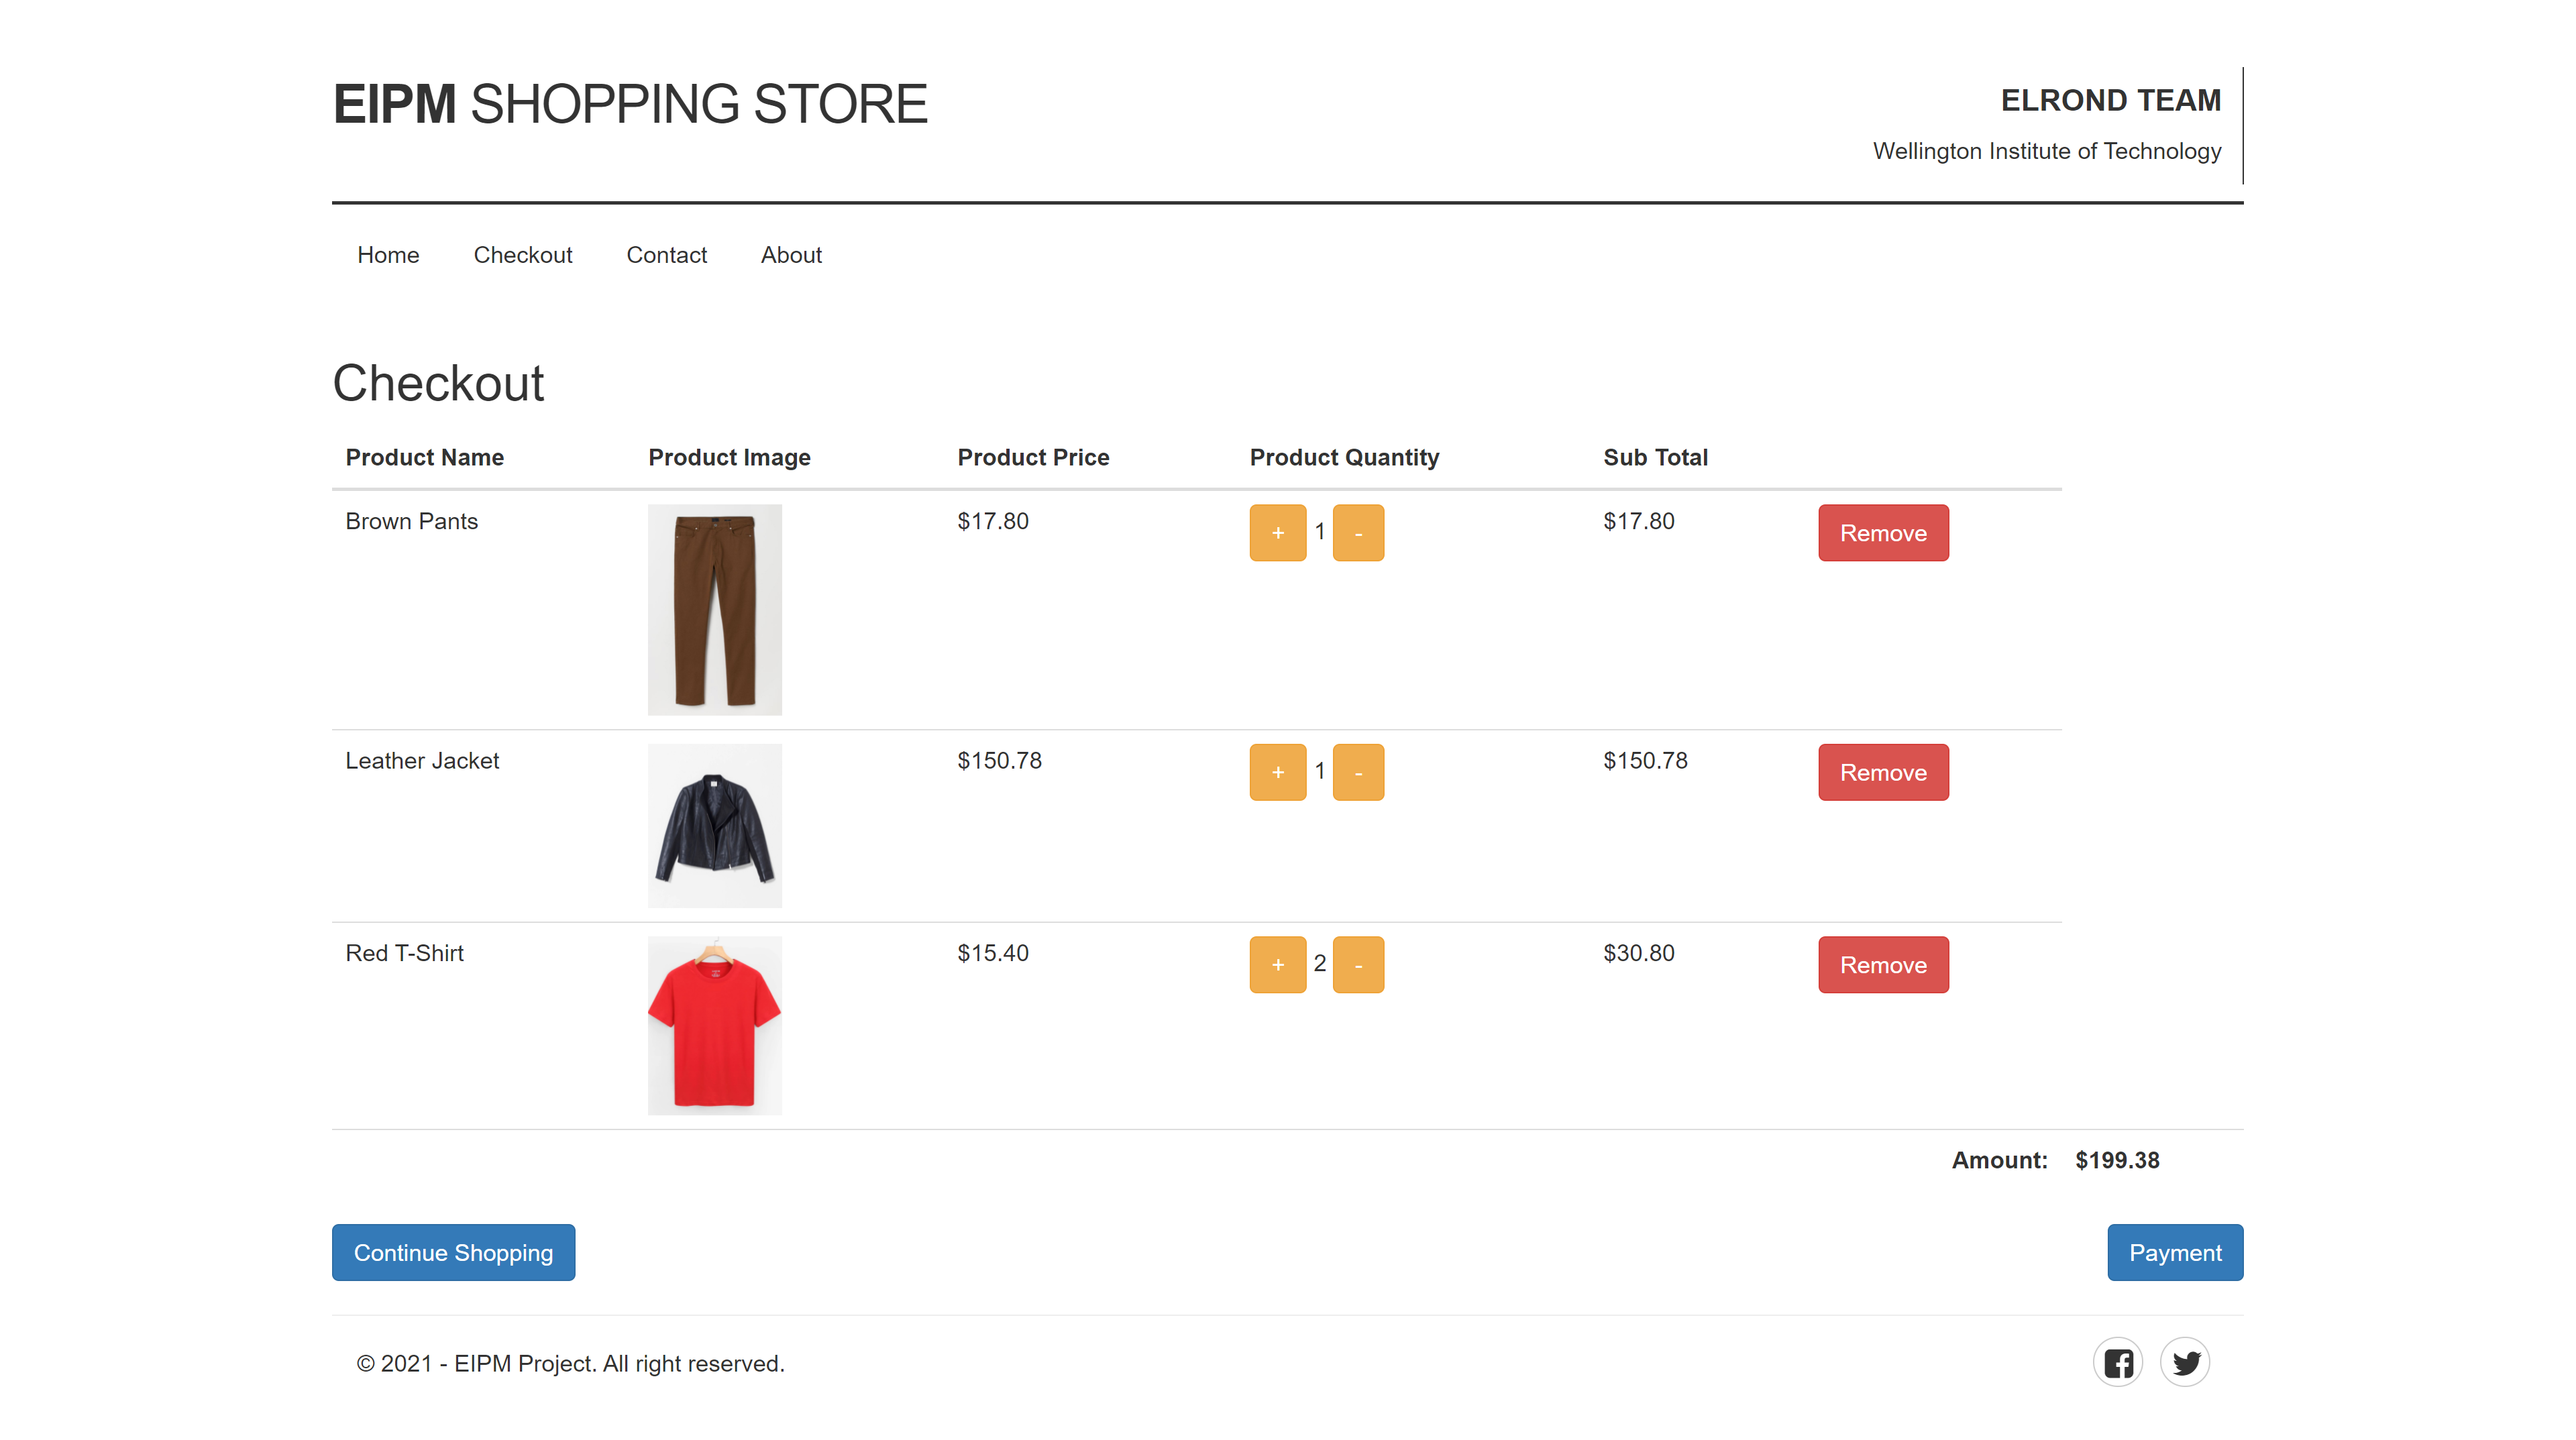 EIPM SHOPPING STORE
ELROND TEAM
Wellington Institute of Technology
Home Checkout Contact About
Checkout
Product Name Product Image Product Price Product Quantity Sub Total
Brown Pants $17.80 + 1 - $17.80 Remove
Leather Jacket $150.78 + 1 - $150.78 Remove
Red T-Shirt $15.40 + 2 - $30.80 Remove
Amount: $199.38
Continue Shopping Payment
© 2021 - EIPM Project. All right reserved.